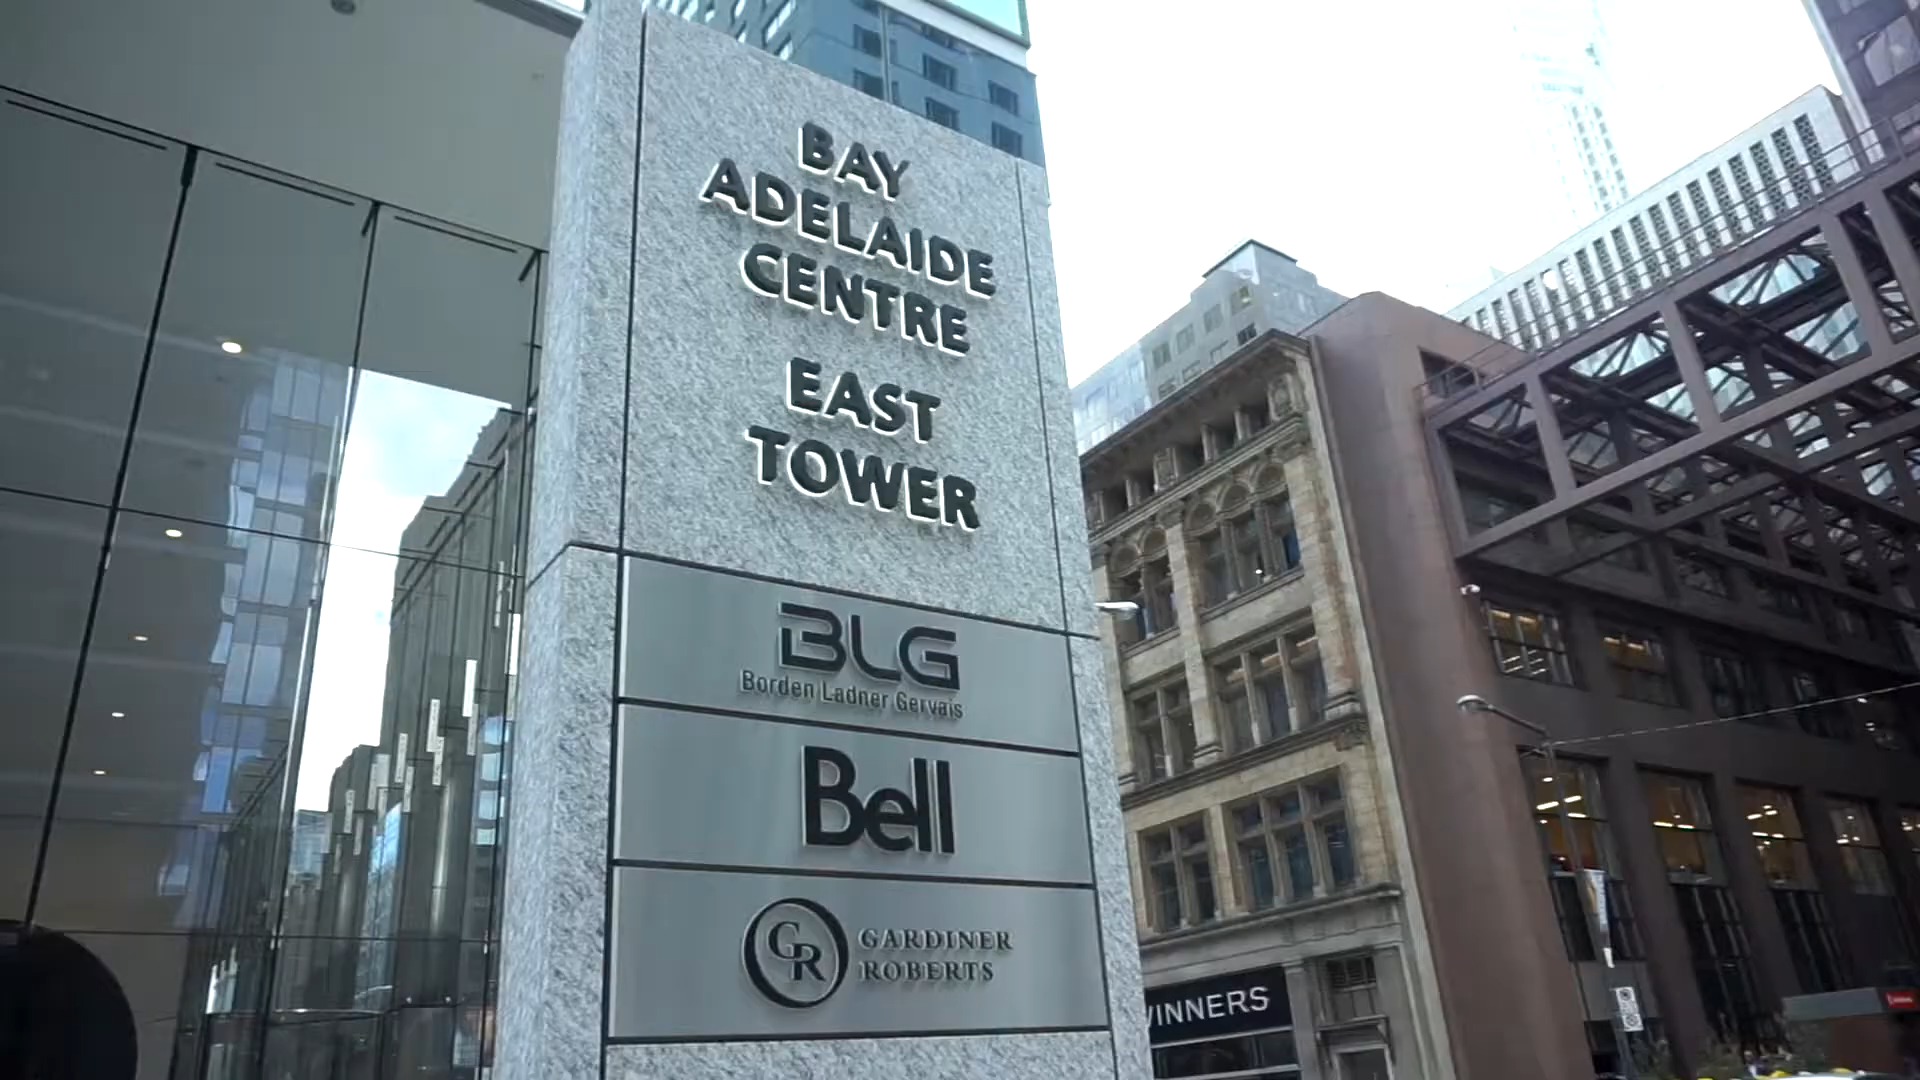 BAY
ADELAIDE
CENTRE
EAST
TOWER
BLG
Borden Ladner Gervais
Bell
GR
GARDINER
ROBERTS
WINNERS